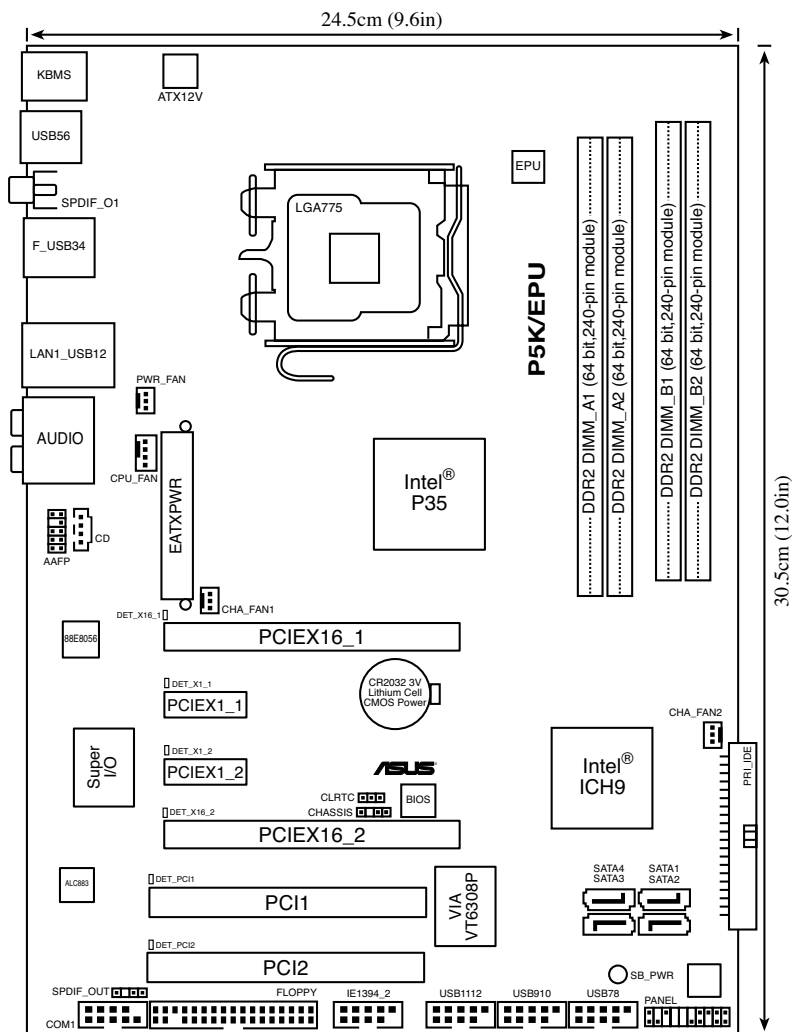 24.5cm (9.6in)
KBMS
ATX12V
USB56
EPU
SPDIF_O1
LGA775
F_USB34
P5K/EPU
DDR2 DIMM_A1 (64 bit,240-pin module)
DDR2 DIMM_A2 (64 bit,240-pin module)
DDR2 DIMM_B1 (64 bit,240-pin module)
DDR2 DIMM_B2 (64 bit,240-pin module)
30.5cm (12.0in)
LAN1_USB12
PWR_FAN
AUDIO
CPU_FAN
EATXPWR
Intel®
P35
CD
AAFP
CHA_FAN1
DET_X16_1
88E8056
PCIEX16_1
DET_X1_1
PCIEX1_1
CR2032 3V
Lithium Cell
CMOS Power
CHA_FAN2
Super
I/O
DET_X1_2
PCIEX1_2
ASUS
Intel®
ICH9
PRI_IDE
CLRTC
CHASSIS
BIOS
DET_X16_2
PCIEX16_2
ALC883
DET_PCI1
PCI1
VIA
VT6308P
SATA4
SATA3
SATA1
SATA2
DET_PCI2
PCI2
SB_PWR
SPDIF_OUT
FLOPPY
IE1394_2
USB1112
USB910
USB78
PANEL
COM1